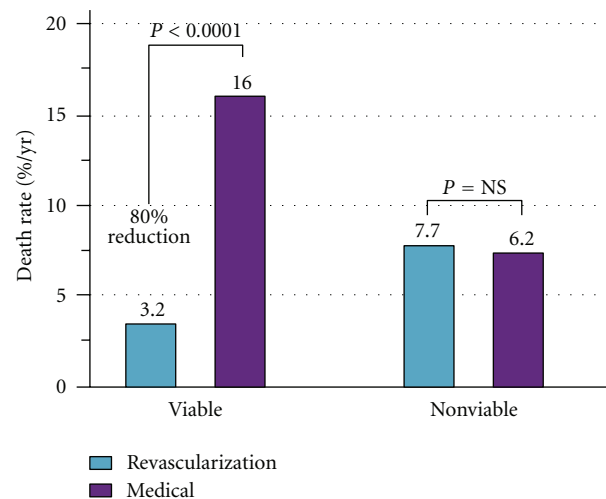 20
P < 0.0001
16
15
Death rate (%/yr)
10
P = NS
80%
reduction
7.7
6.2
5
3.2
0
Viable
Nonviable
Revascularization
Medical